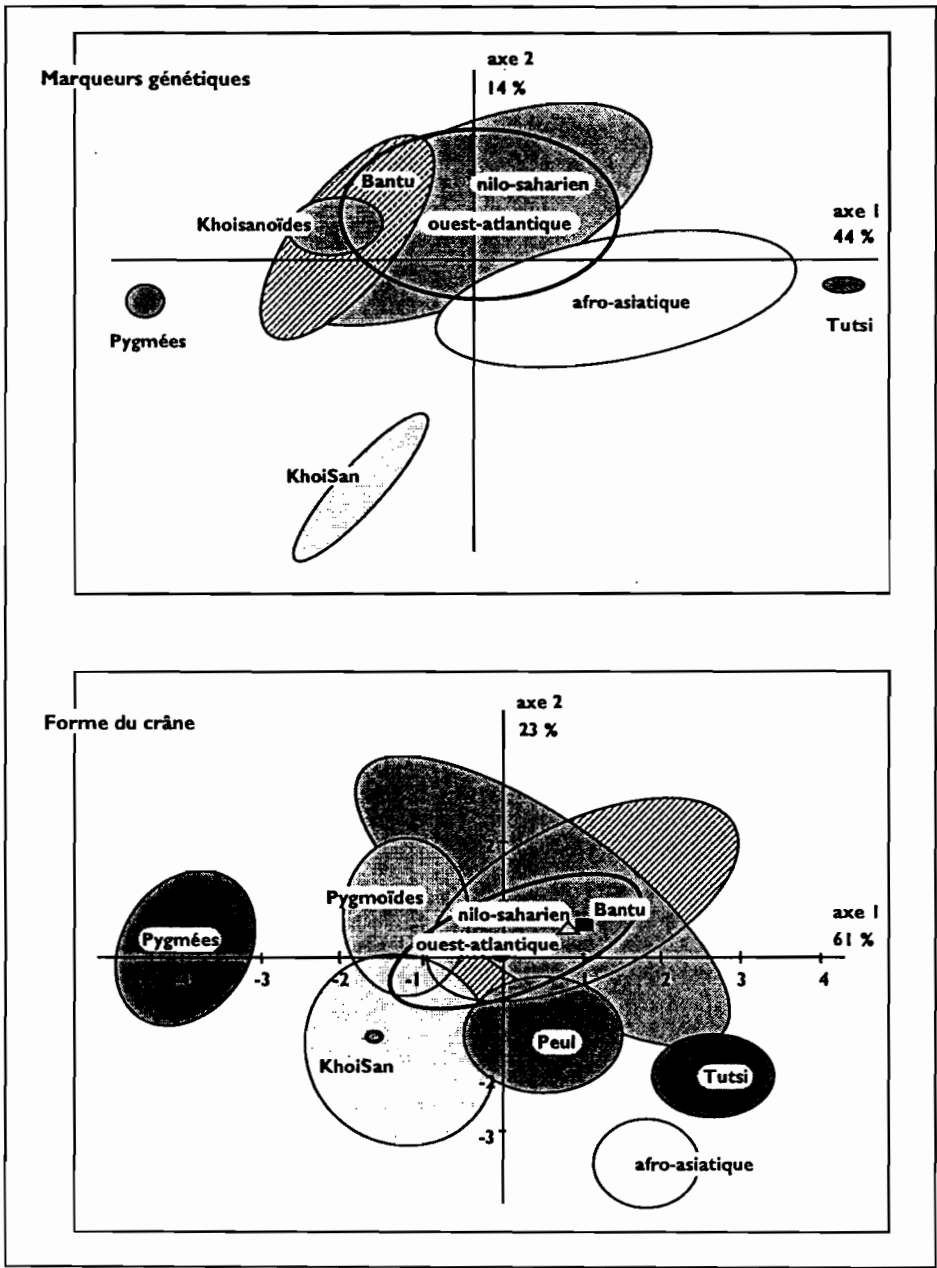 Marqueurs génétiques
axe 2
14 %
Bantu
nilo-saharien
Khoisanoïdes
ouest-atlantique
axe 1
44 %
afro-asiatique
Pygmées
Tutsi
KhoiSan
Forme du crâne
axe 2
23 %
2
Pygmoïdes
nilo-saharien
Bantu
Pygmées
ouest-atlantique
axe 1
61 %
-3 -2 -1 2 3 4
KhoiSan
Peul
Tutsi
-2
-3
afro-asiatique